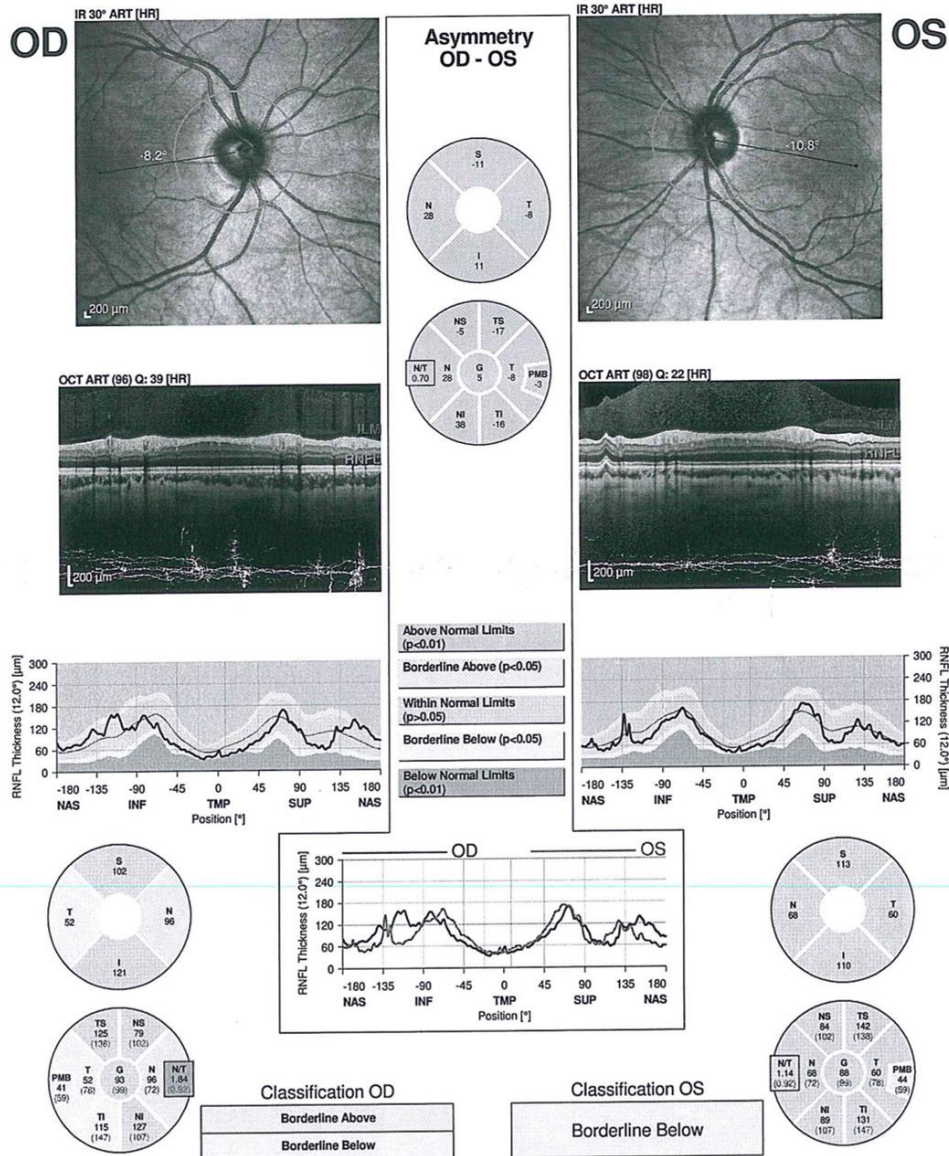 IR 30° ART [HR]
OD
-8.2°
200 µm
Asymmetry
OD - OS
S
-11
N
28
T
-8
I
11
NS
-5
TS
-17
N/T
0.70
N
28
G
5
T
-8
PMB
-3
NI
38
TI
-16
IR 30° ART [HR]
OS
-10.8°
200 µm
OCT ART (96) Q: 39 [HR]
ILM
RNFL
200 µm
OCT ART (98) Q: 22 [HR]
ILM
RNFL
200 µm
Above Normal Limits
(p<0.01)
Borderline Above (p<0.05)
Within Normal Limits
(p>0.05)
Borderline Below (p<0.05)
Below Normal Limits
(p<0.01)
RNFL Thickness (12.0°) [µm]
300
240
180
120
60
0
-180 -135 -90 -45 0 45 90 135 180
NAS INF TMP SUP NAS
Position [°]
RNFL Thickness (12.0°) [µm]
300
240
180
120
60
0
-180 -135 -90 -45 0 45 90 135 180
NAS INF TMP SUP NAS
Position [°]
S
102
T
52
N
96
I
121
OD OS
RNFL Thickness (12.0°) [µm]
300
240
180
120
60
0
-180 -135 -90 -45 0 45 90 135 180
NAS INF TMP SUP NAS
Position [°]
S
113
N
68
T
60
I
110
TS
125
(138)
NS
79
(102)
PMB
41
(59)
T
52
(78)
G
93
(99)
N
96
(72)
N/T
1.84
(0.92)
TI
115
(147)
NI
127
(107)
Classification OD
Borderline Above
Borderline Below
Classification OS
Borderline Below
NS
84
(102)
TS
142
(138)
N/T
1.14
(0.92)
N
68
(72)
G
88
(99)
T
60
(78)
PMB
44
(59)
NI
89
(107)
TI
131
(147)